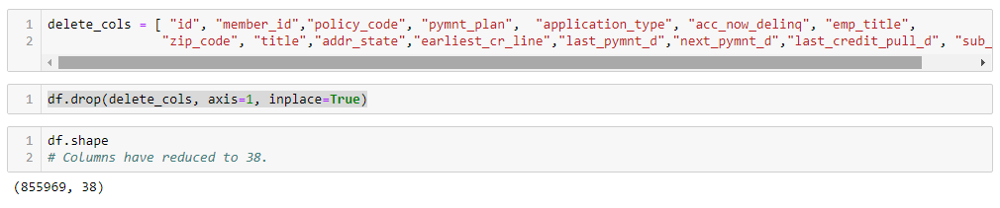 1 delete_cols = [ "id", "member_id","policy_code", "pymnt_plan",  "application_type", "acc_now_delinq", "emp_title",
2 "zip_code", "title","addr_state","earliest_cr_line","last_pymnt_d","next_pymnt_d","last_credit_pull_d", "sub_
1 df.drop(delete_cols, axis=1, inplace=True)
1 df.shape
2 # Columns have reduced to 38.
(855969, 38)